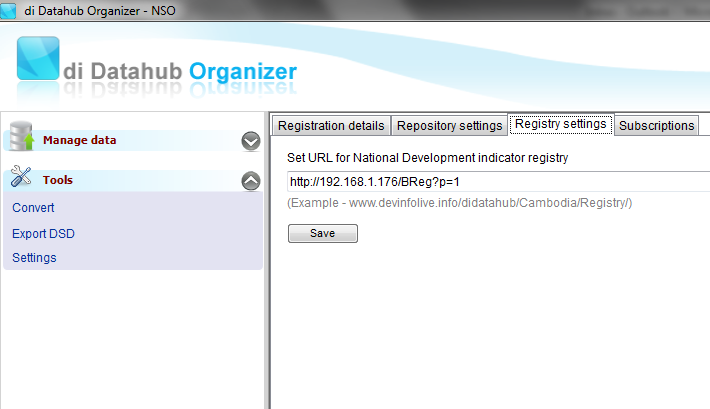 di Datahub Organizer - NSO
di Datahub Organizer
Manage data
Tools
Convert
Export DSD
Settings
Registration details
Repository settings
Registry settings
Subscriptions
Set URL for National Development indicator registry
http://192.168.1.176/BReg?p=1
(Example - www.devinfolive.info/didatahub/Cambodia/Registry/)
Save